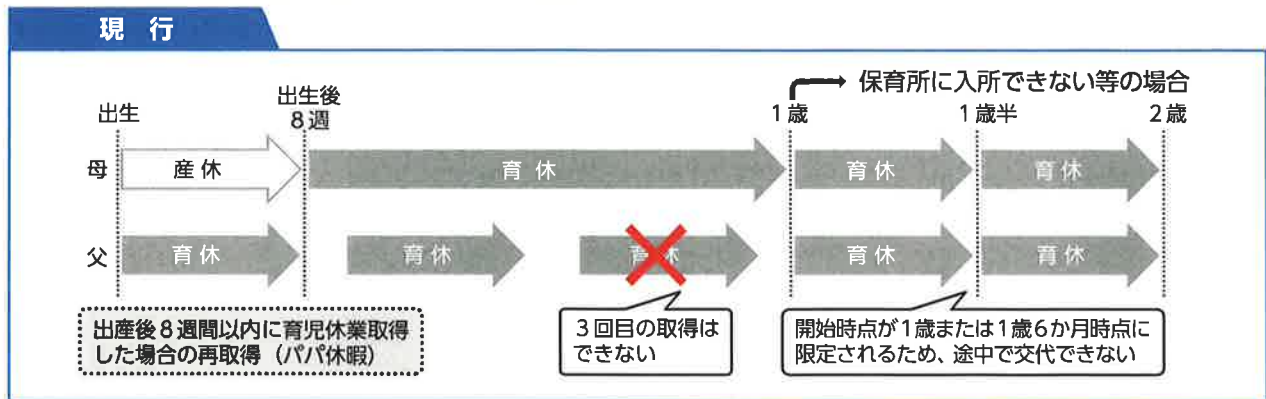 現 行
保育所に入所できない等の場合
出生
出生後
8週
1歳
1歳半
2歳
母
産休
育休
育休
育休
父
育休
育休
育休
育休
育休
出産後8週間以内に育児休業取得
した場合の再取得(パパ休暇)
3回目の取得は
できない
開始時点が1歳または1歳6か月時点に
限定されるため、途中で交代できない